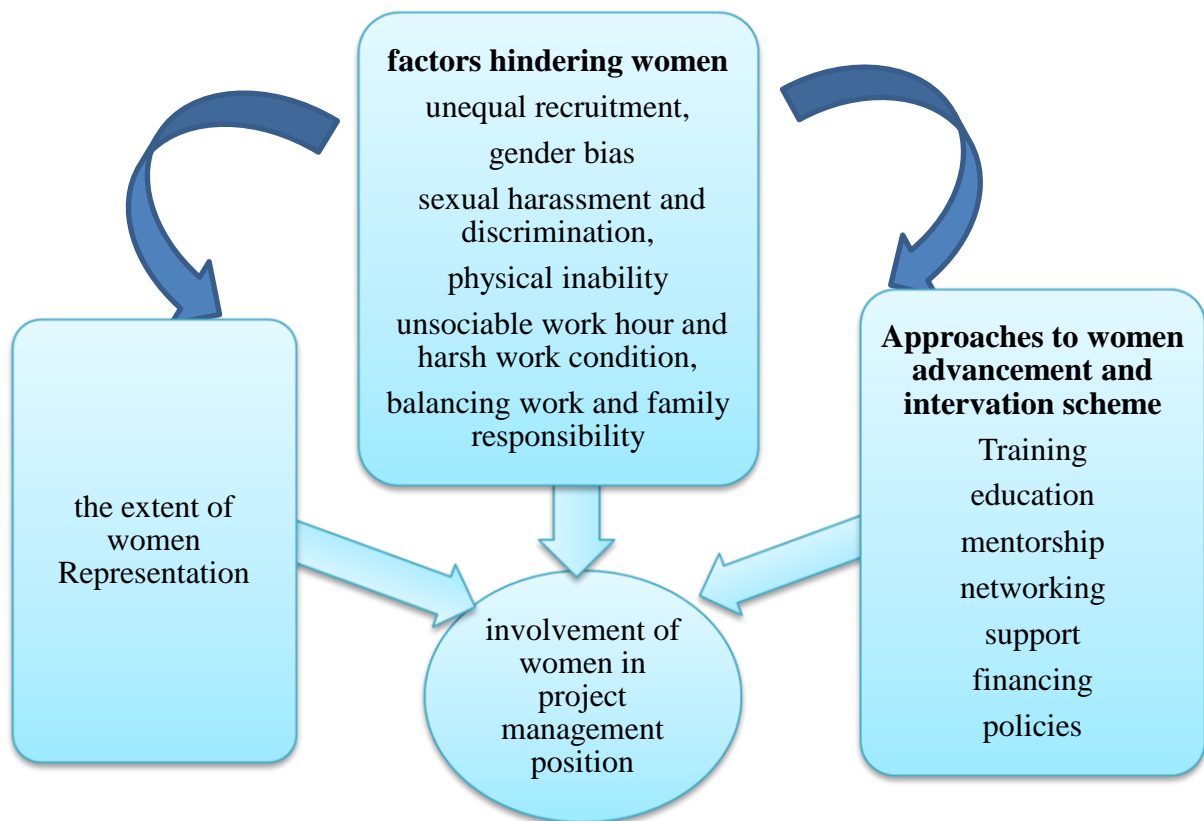 factors hindering women
unequal recruitment,
gender bias
sexual harassment and
discrimination,
physical inability
unsociable work hour and
harsh work condition,
balancing work and family
responsibility
the extent of
women
Representation
Approaches to women
advancement and
intervation scheme
Training
education
mentorship
networking
support
financing
policies
involvement of
women in
project
management
position